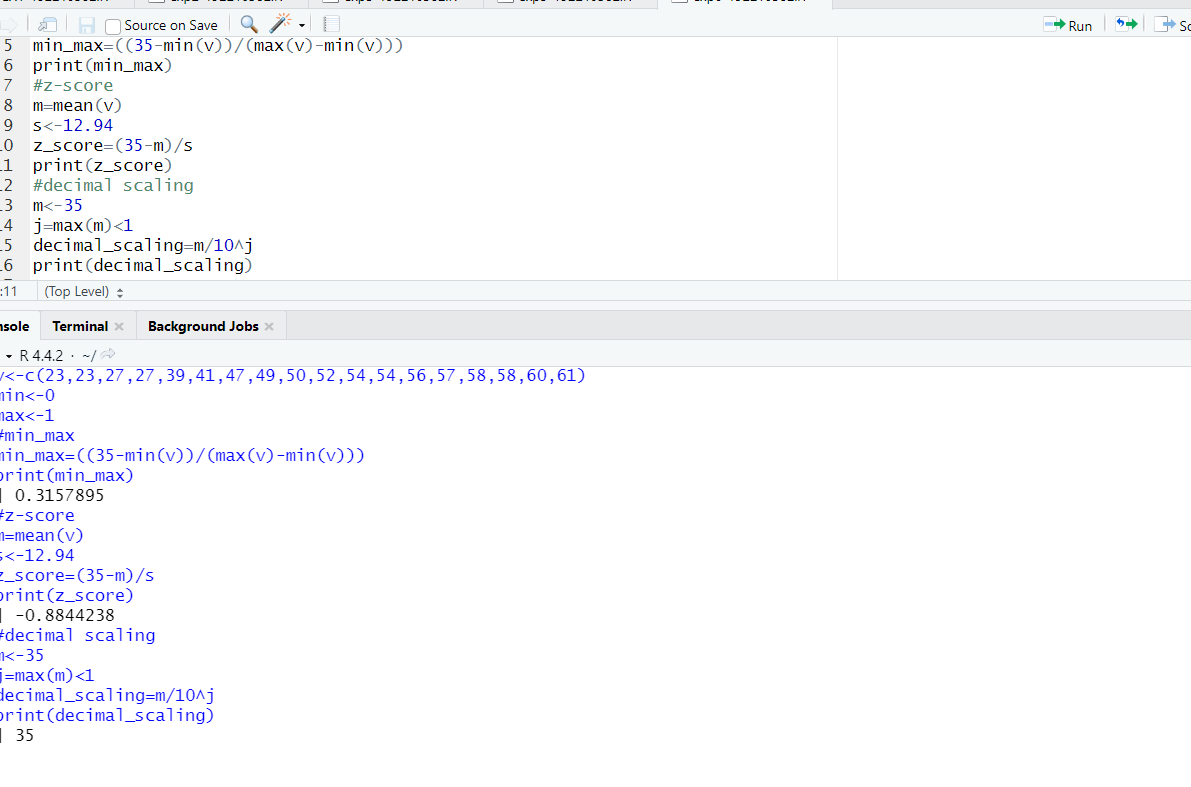 Source on Save
Run
5 min_max=((35-min(v))/(max(v)-min(v)))
6 print(min_max)
7 #z-score
8 m=mean(v)
9 s<-12.94
0 z_score=(35-m)/s
1 print(z_score)
2 #decimal scaling
3 m<-35
4 j=max(m)<1
5 decimal_scaling=m/10^j
6 print(decimal_scaling)
:11 (Top Level)
nsole Terminal Background Jobs
R 4.4.2 · ~/
v<-c(23,23,27,27,39,41,47,49,50,52,54,54,56,57,58,58,60,61)
min<-0
max<-1
#min_max
min_max=((35-min(v))/(max(v)-min(v)))
print(min_max)
] 0.3157895
#z-score
m=mean(v)
s<-12.94
z_score=(35-m)/s
print(z_score)
] -0.8844238
#decimal scaling
m<-35
j=max(m)<1
decimal_scaling=m/10^j
print(decimal_scaling)
] 35